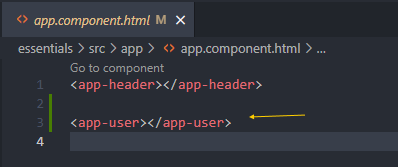 <> app.component.html M ×
essentials > src > app > <> app.component.html > ...
Go to component
1 <app-header></app-header>
2
3 <app-user></app-user>
4